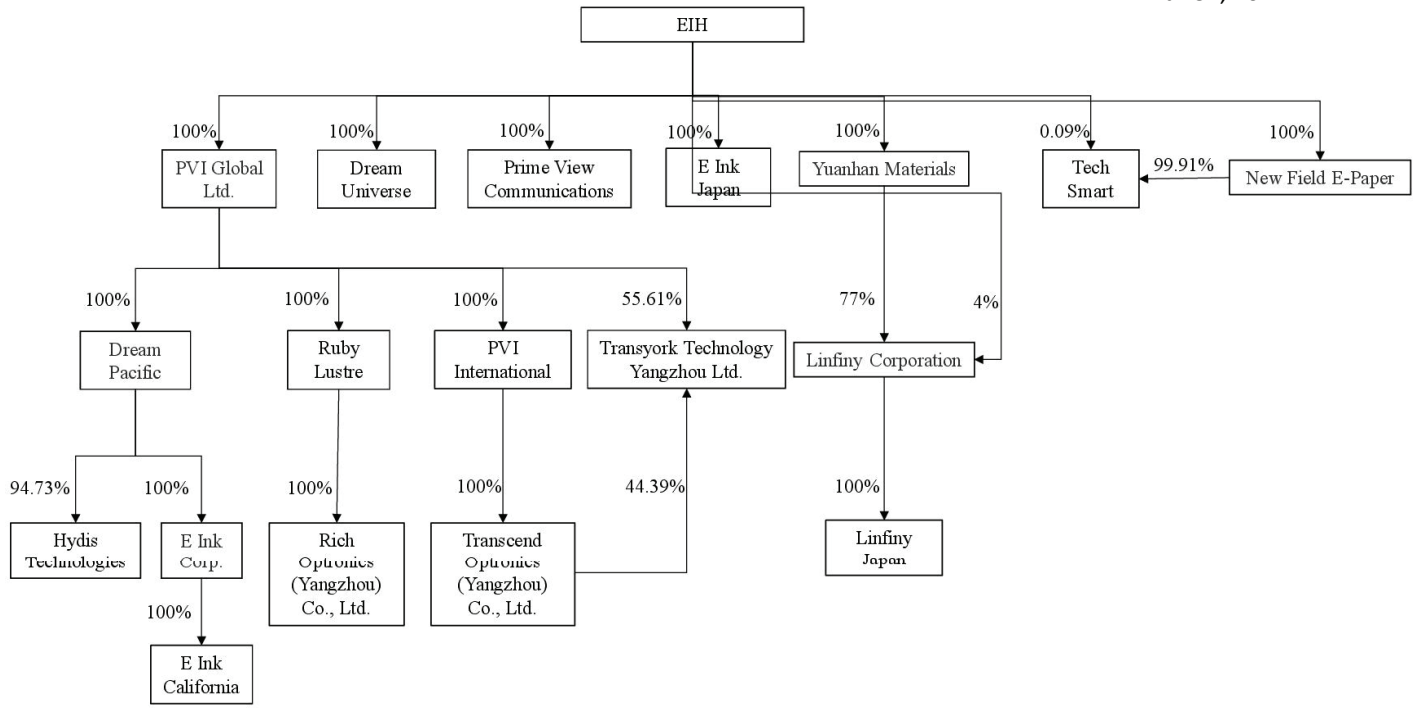 EIH
100%
100%
100%
100%
100%
0.09%
100%
PVI Global
Ltd.
Dream
Universe
Prime View
Communications
E Ink
Japan
Yuanhan Materials
Tech
Smart
99.91%
New Field E-Paper
100%
100%
100%
55.61%
77%
4%
Dream
Pacific
Ruby
Lustre
PVI
International
Transyork Technology
Yangzhou Ltd.
Linfiny Corporation
94.73%
100%
100%
100%
44.39%
100%
Hydis
Technologies
E Ink
Corp.
Rich
Optronics
(Yangzhou)
Co., Ltd.
Transcend
Optronics
(Yangzhou)
Co., Ltd.
Linfiny
Japan
100%
E Ink
California